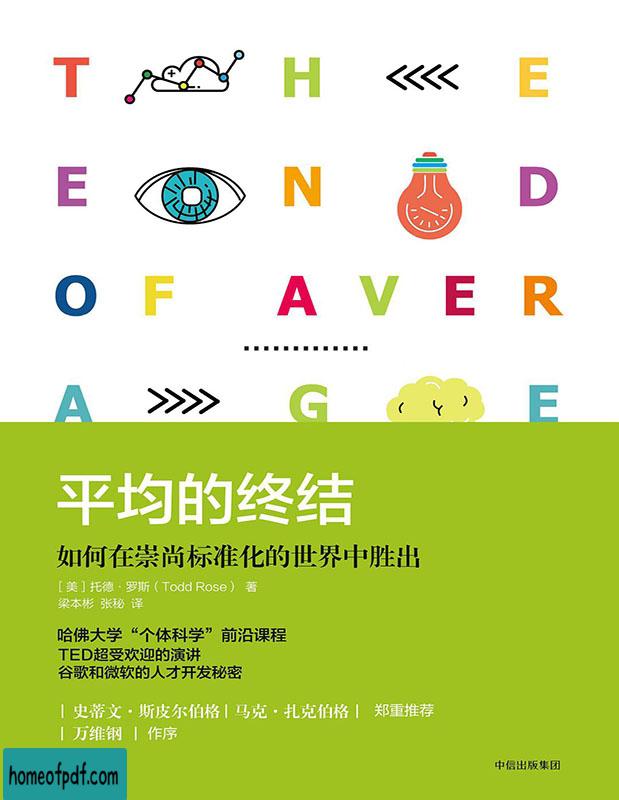 T H E
E N D
O F A V E R
A G E
平均的终结
如何在崇尚标准化的世界中胜出
[美]托德·罗斯(Todd Rose) 著
梁本彬 张秘 译
哈佛大学“个体科学”前沿课程
TED超受欢迎的演讲
谷歌和微软的人才开发秘密
| 史蒂文·斯皮尔伯格 | 马克·扎克伯格 | 郑重推荐
| 万维钢 | 作序
中信出版集团
homeofpdf.com